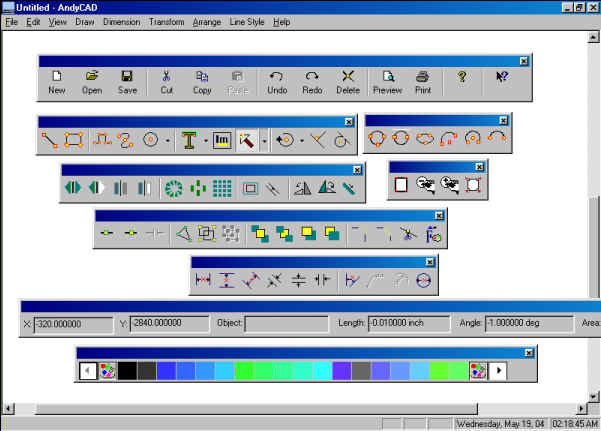 Untitled - AndyCAD
File Edit View Draw Dimension Transform Arrange Line Style Help
New Open Save Cut Copy Paste Undo Redo Delete Preview Print
T Im
X: -320.000000 Y: -2840.000000 Object: Length: -0.010000 inch Angle: -1.000000 deg Area:
Wednesday, May 19, 04 02:18:45 AM